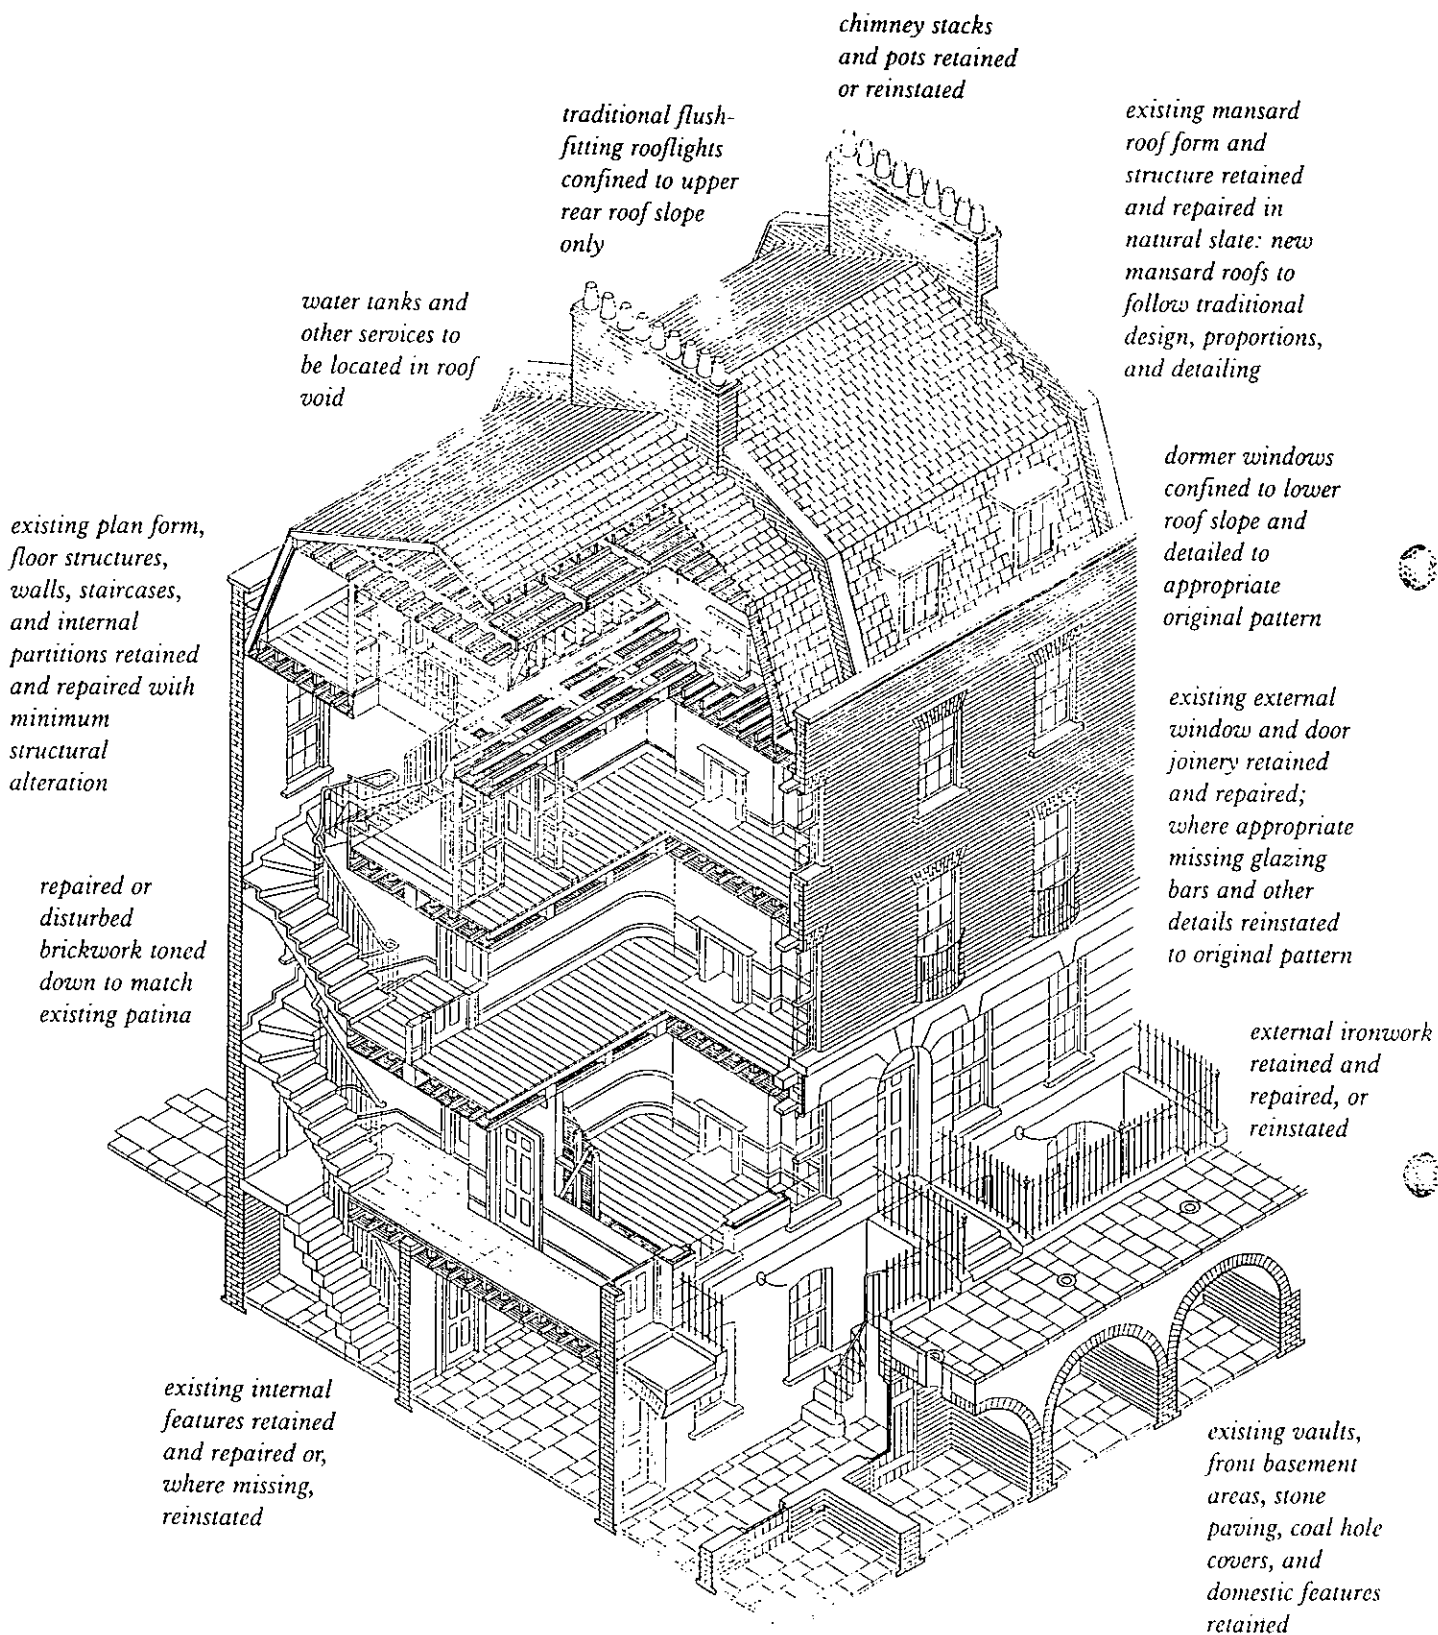 chimney stacks
and pots retained
or reinstated
traditional flush-
fitting rooflights
confined to upper
rear roof slope
only
existing mansard
roof form and
structure retained
and repaired in
natural slate: new
mansard roofs to
follow traditional
design, proportions,
and detailing
water tanks and
other services to
be located in roof
void
dormer windows
confined to lower
roof slope and
detailed to
appropriate
original pattern
existing plan form,
floor structures,
walls, staircases,
and internal
partitions retained
and repaired with
minimum
structural
alteration
existing external
window and door
joinery retained
and repaired;
where appropriate
missing glazing
bars and other
details reinstated
to original pattern
repaired or
disturbed
brickwork toned
down to match
existing patina
external ironwork
retained and
repaired, or
reinstated
existing internal
features retained
and repaired or,
where missing,
reinstated
existing vaults,
front basement
areas, stone
paving, coal hole
covers, and
domestic features
retained